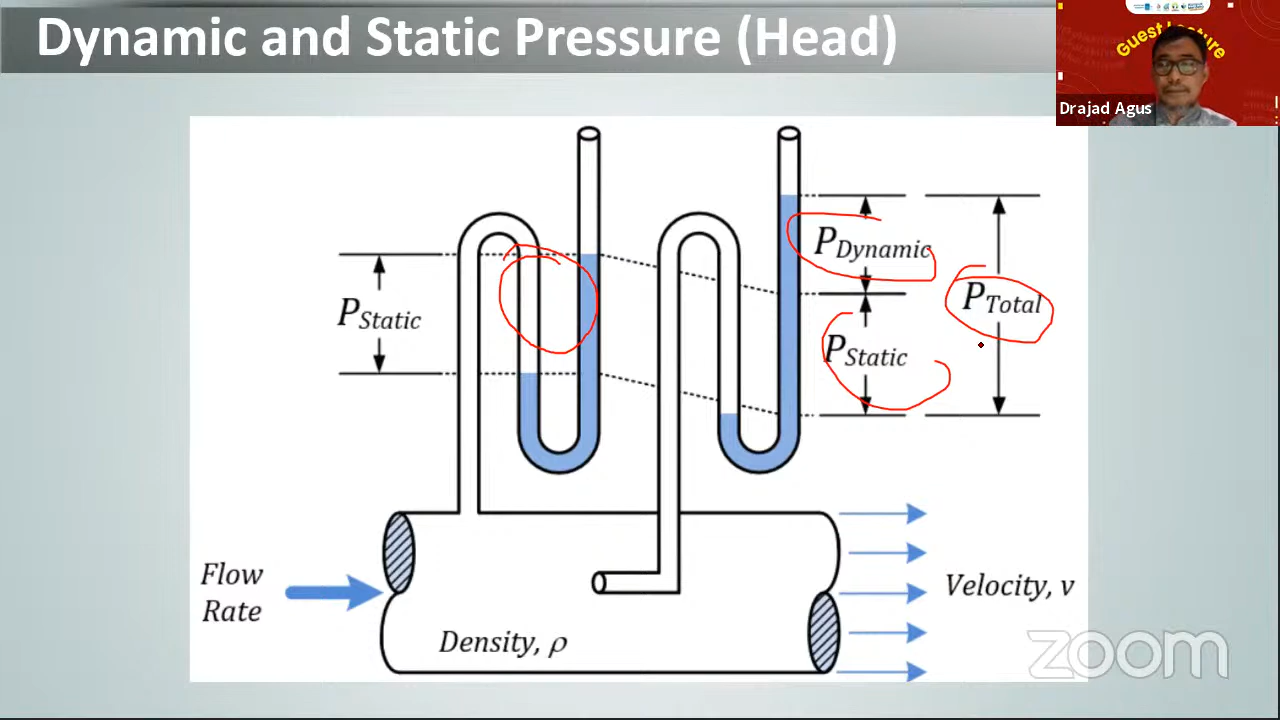 Dynamic and Static Pressure (Head)
Guest Lecture
Drajad Agus
P Static
P Dynamic
P Static
P Total
Flow
Rate
Density, ρ
Velocity, v
zoom